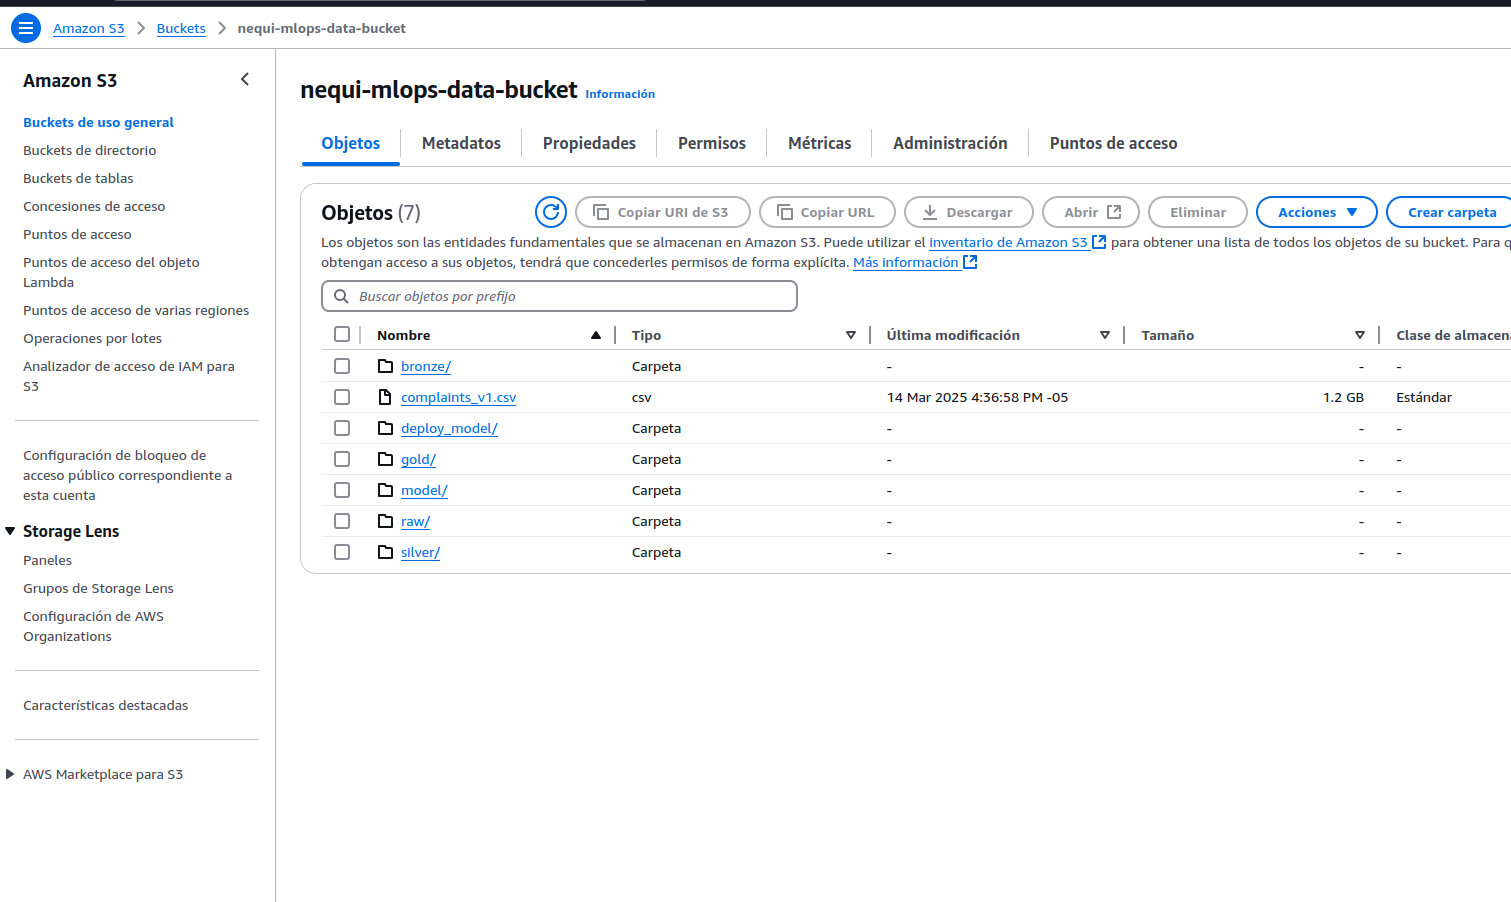 Amazon S3 > Buckets > nequi-mlops-data-bucket
Amazon S3
Buckets de uso general
Buckets de directorio
Buckets de tablas
Concesiones de acceso
Puntos de acceso
Puntos de acceso del objeto
Lambda
Puntos de acceso de varias regiones
Operaciones por lotes
Analizador de acceso de IAM para
S3
Configuración de bloqueo de
acceso público correspondiente a
esta cuenta
Storage Lens
Paneles
Grupos de Storage Lens
Configuración de AWS
Organizations
Características destacadas
AWS Marketplace para S3
nequi-mlops-data-bucket Información
Objetos Metadatos Propiedades Permisos Métricas Administración Puntos de acceso
Objetos (7) Copiar URI de S3 Copiar URL Descargar Abrir Eliminar Acciones Crear carpeta
Los objetos son las entidades fundamentales que se almacenan en Amazon S3. Puede utilizar el inventario de Amazon S3 para obtener una lista de todos los objetos de su bucket. Para q
obtengan acceso a sus objetos, tendrá que concederles permisos de forma explícita. Más información
Buscar objetos por prefijo
Nombre Tipo Última modificación Tamaño Clase de almacena
bronze/ Carpeta - - -
complaints_v1.csv csv 14 Mar 2025 4:36:58 PM -05 1.2 GB Estándar
deploy_model/ Carpeta - - -
gold/ Carpeta - - -
model/ Carpeta - - -
raw/ Carpeta - - -
silver/ Carpeta - - -